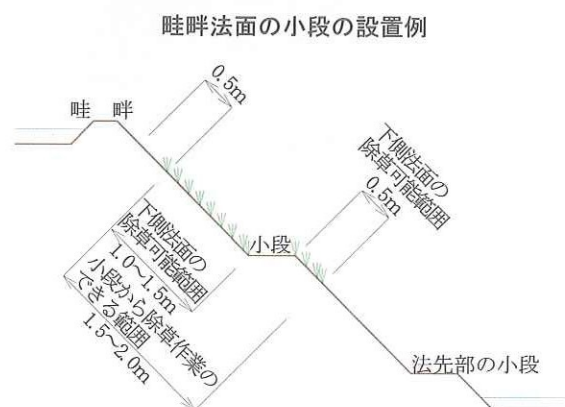 畦畔法面の小段の設置例
0.5m
畦 畔
下側法面の
除草可能範囲
0.5m
下側法面の
除草可能範囲
1.0~1.5m
小段
小段から除草作業の
できる範囲
1.5~2.0m
法先部の小段